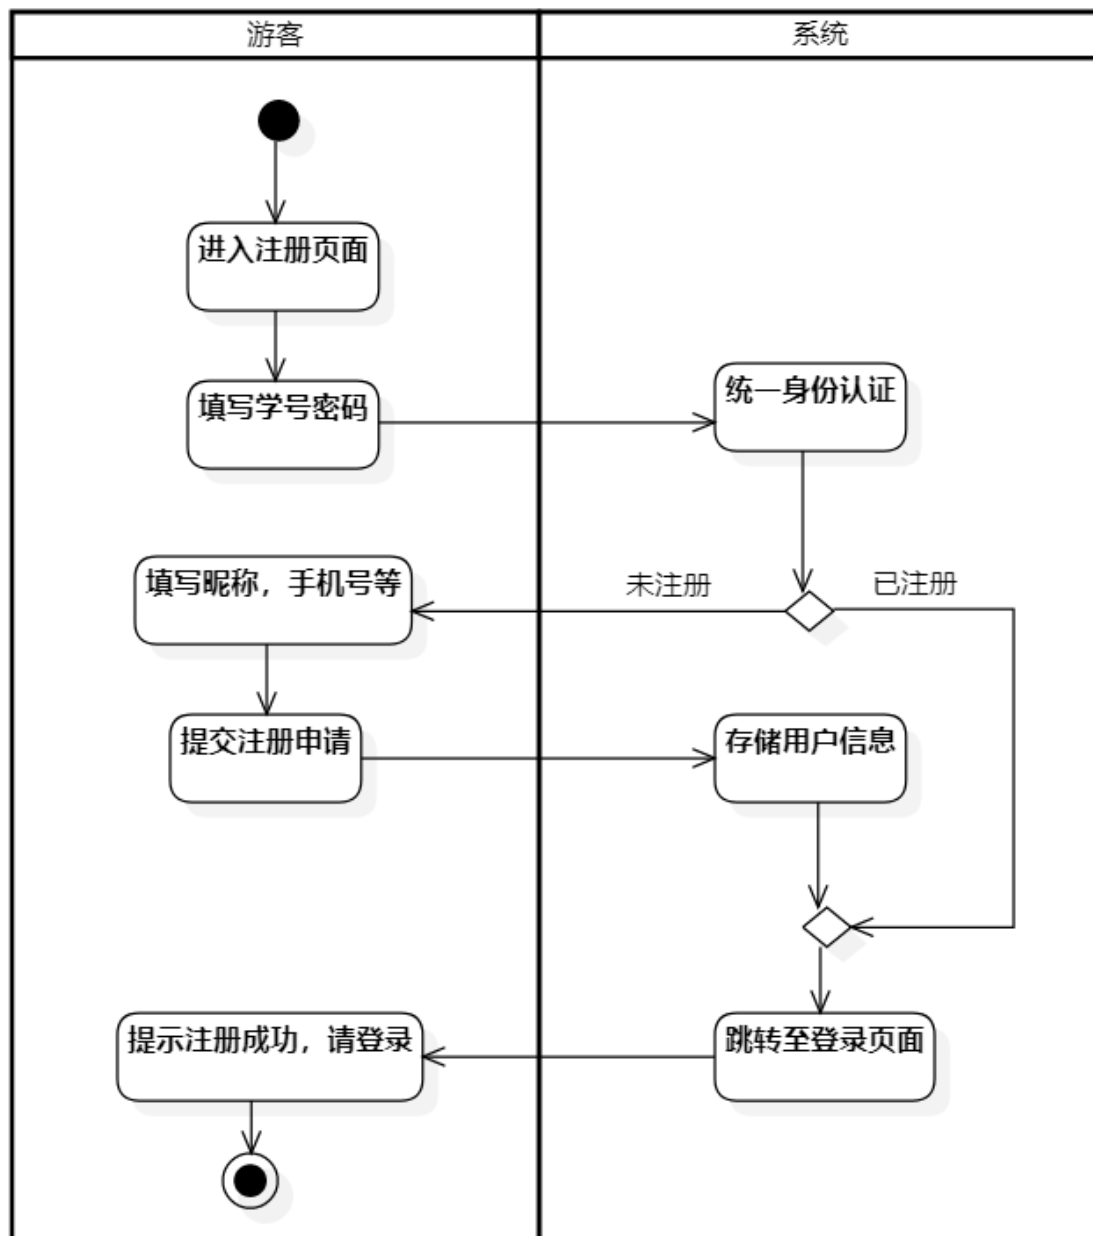 游客
系统
进入注册页面
填写学号密码
统一身份认证
填写昵称，手机号等
未注册
已注册
提交注册申请
存储用户信息
提示注册成功，请登录
跳转至登录页面